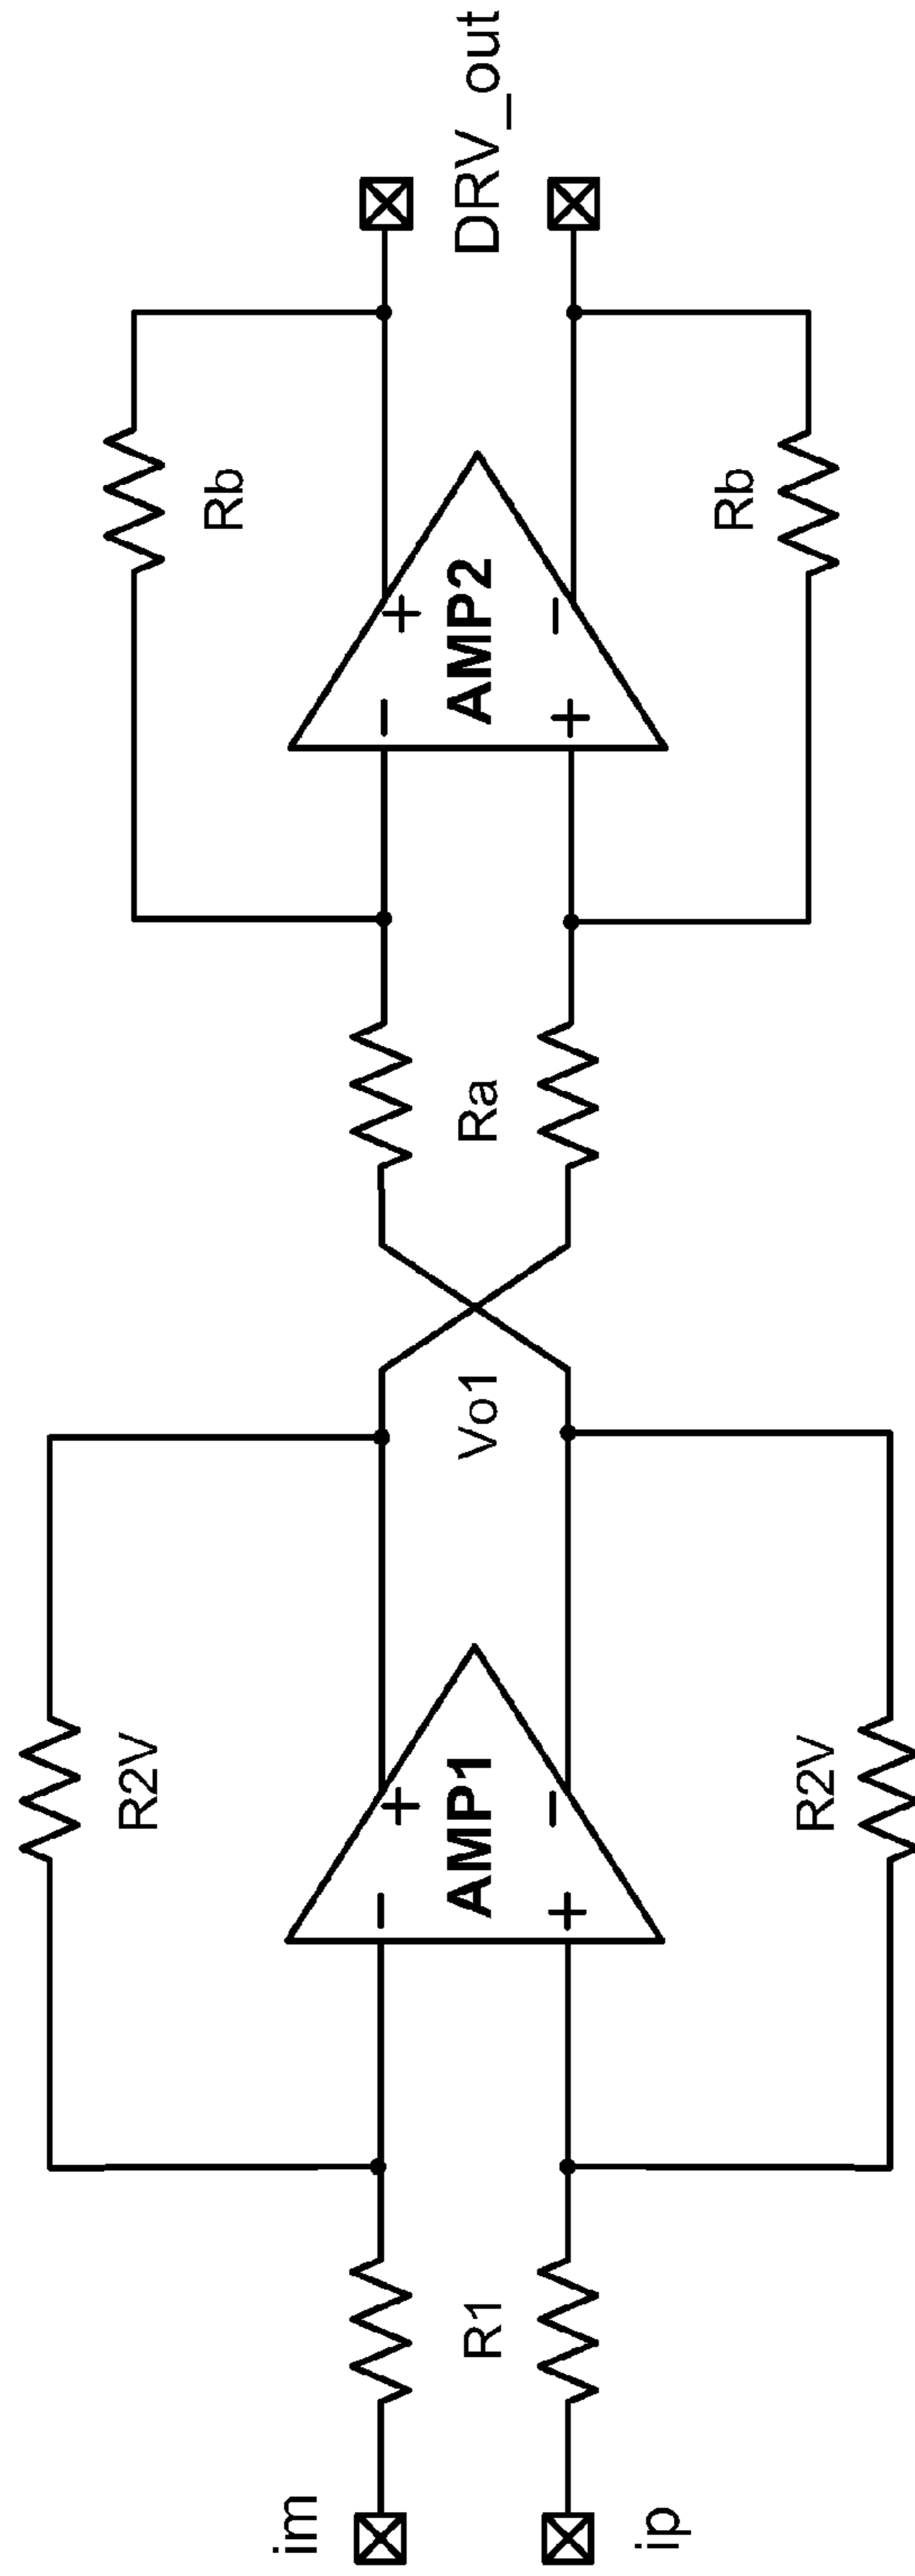 im
ip
R1
R2V
R2V
- +
AMP1
+ -
Vo1
Ra
Rb
Rb
- +
AMP2
+ -
DRV_out